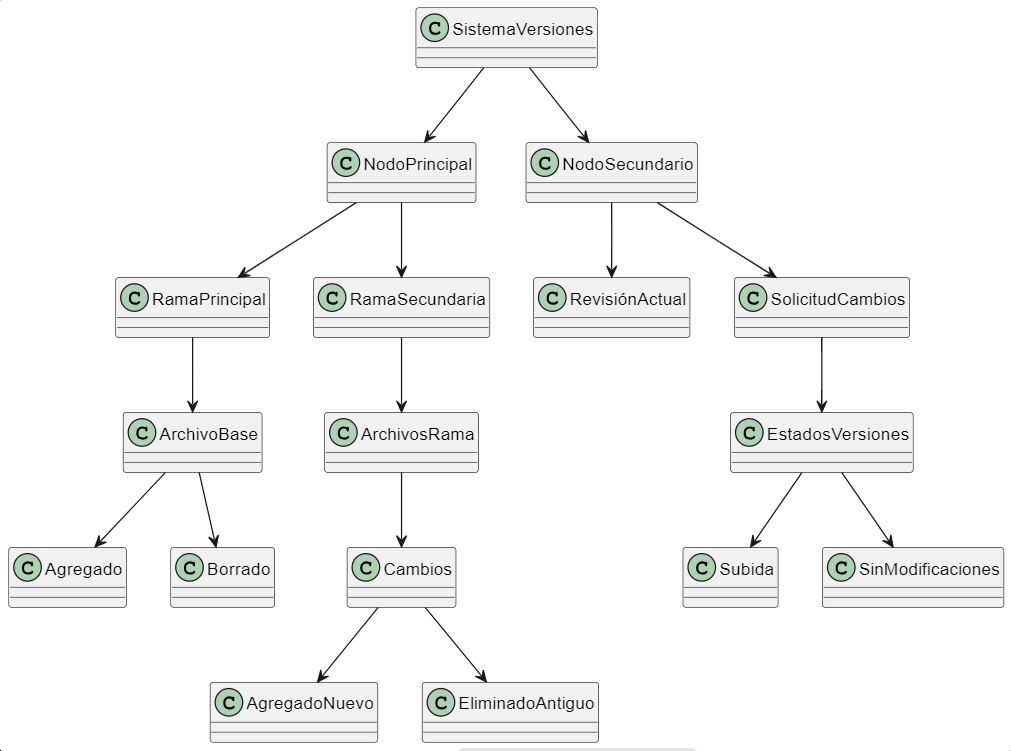 C SistemaVersiones
C NodoPrincipal
C NodoSecundario
C RamaPrincipal
C RamaSecundaria
C RevisiónActual
C SolicitudCambios
C ArchivoBase
C ArchivosRama
C EstadosVersiones
C Agregado
C Borrado
C Cambios
C Subida
C SinModificaciones
C AgregadoNuevo
C EliminadoAntiguo